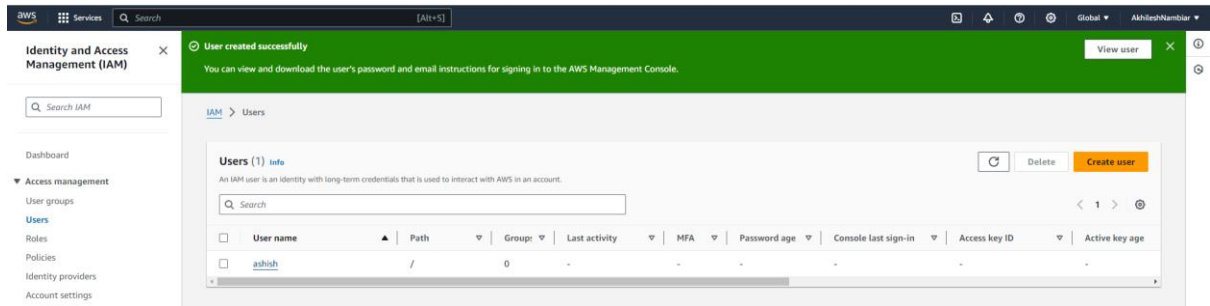 aws Services Search [Alt+S] Global AkhileshNambiar
Identity and Access Management (IAM)
Search IAM
Dashboard
Access management
User groups
Users
Roles
Policies
Identity providers
Account settings
User created successfully
You can view and download the user's password and email instructions for signing in to the AWS Management Console.
View user
IAM > Users
Users (1) Info
An IAM user is an identity with long-term credentials that is used to interact with AWS in an account.
Delete Create user
Search
1
User name Path Group: Last activity MFA Password age Console last sign-in Access key ID Active key age
ashish / 0 - - - - - -